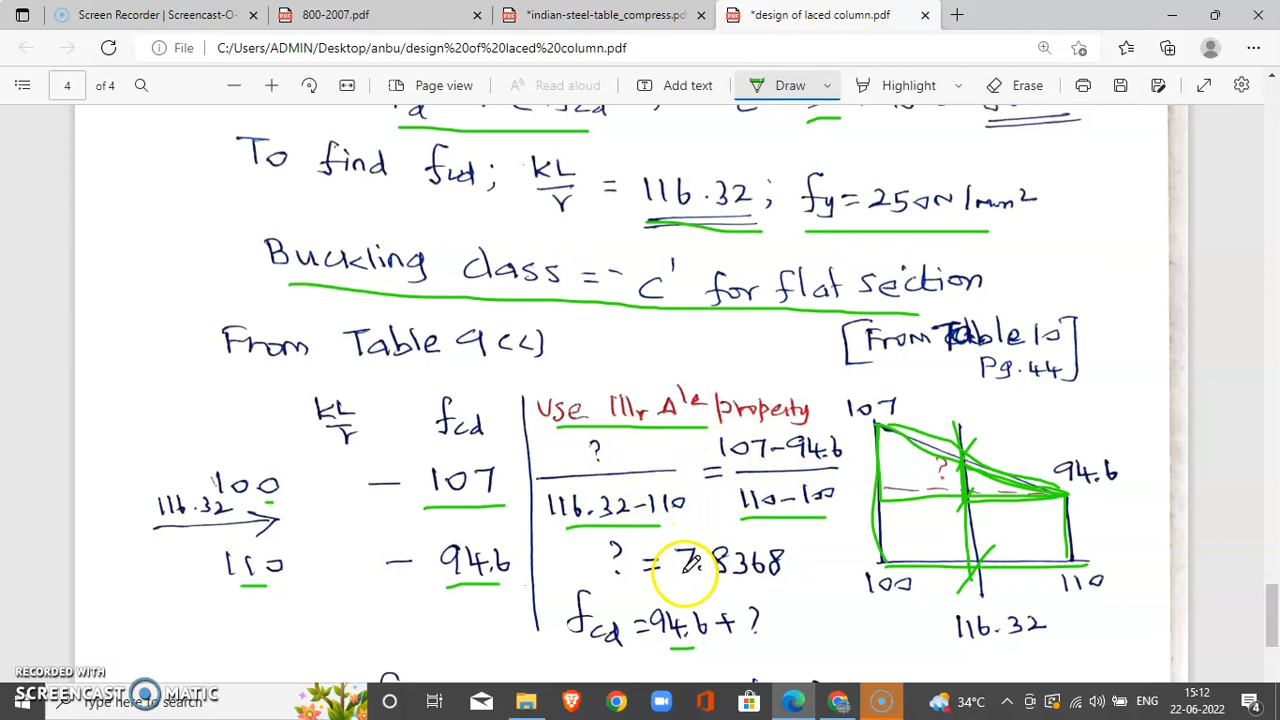 Screen Recorder | Screencast-O-
800-2007.pdf
*indian-steel-table_compress.pd
*design of laced column.pdf
File
C:/Users/ADMIN/Desktop/anbu/design%20of%20laced%20column.pdf
4 of 4
Page view
Read aloud
Add text
Draw
Highlight
Erase
To find fcd; KL/r = 116.32; fy = 250N/mm²
Buckling class = 'C' for flat section
From Table 9(c)
[From Table 10
Pg.44]
KL/r fcd
Use lllr Δle property
107
? / 116.32-110 = 107-94.6 / 110-100
?
94.6
100 - 107
116.32
110 - 94.6
? = 7.8368
100 110
fcd = 94.6 + ?
116.32
RECORDED WITH
SCREENCAST MATIC
Type here to search
34°C
ENG
15:12
22-06-2022
4